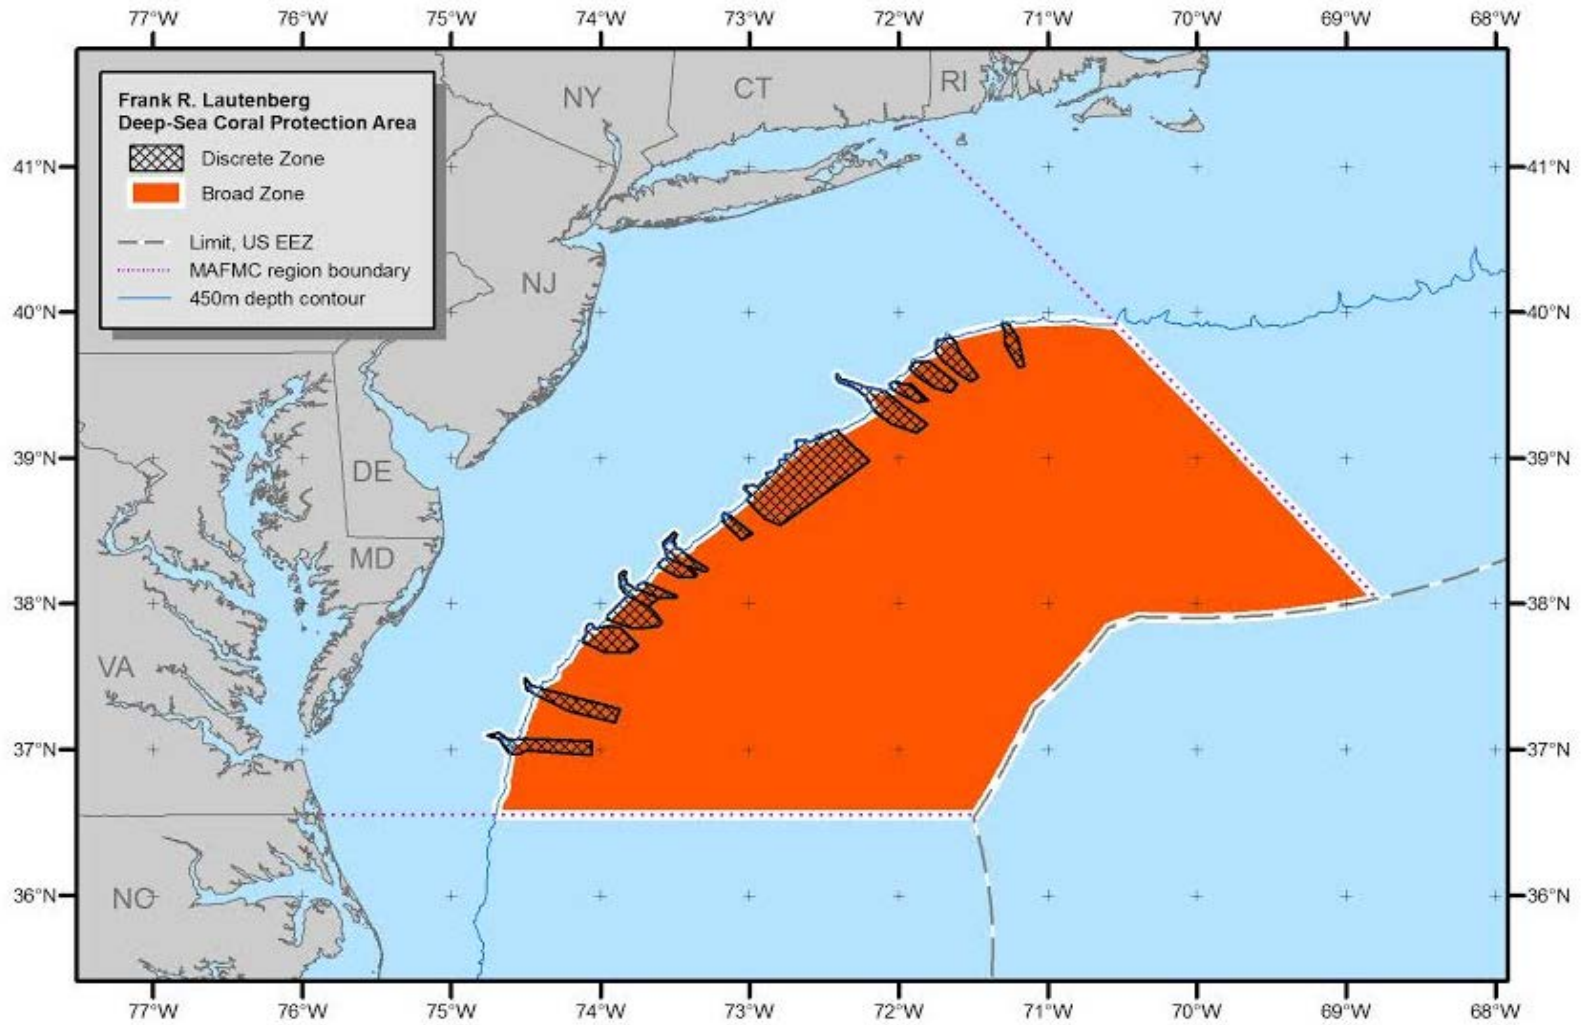 77°W 76°W 75°W 74°W 73°W 72°W 71°W 70°W 69°W 68°W
Frank R. Lautenberg
Deep-Sea Coral Protection Area
Discrete Zone
Broad Zone
Limit, US EEZ
MAFMC region boundary
450m depth contour
NY
CT
RI
41°N
41°N
NJ
40°N
40°N
39°N
39°N
DE
MD
38°N
38°N
VA
37°N
37°N
NC
36°N
36°N
77°W 76°W 75°W 74°W 73°W 72°W 71°W 70°W 69°W 68°W